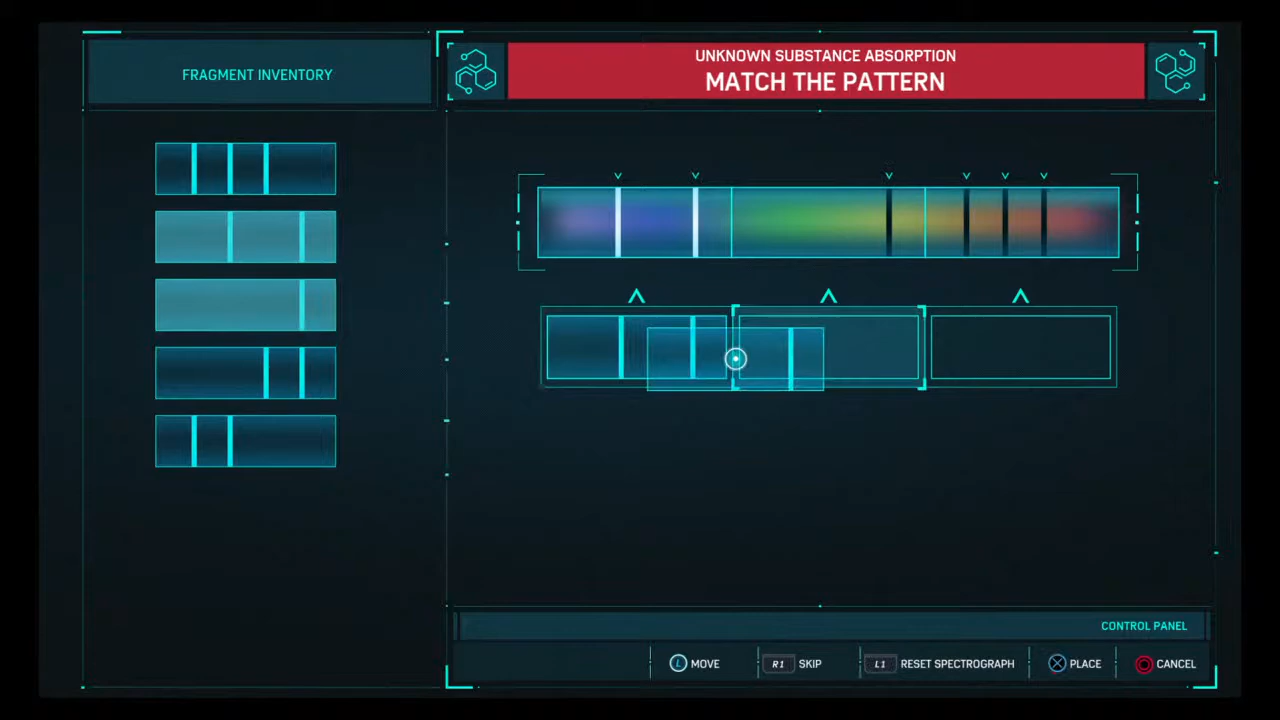 FRAGMENT INVENTORY
UNKNOWN SUBSTANCE ABSORPTION
MATCH THE PATTERN
CONTROL PANEL
L MOVE
R1 SKIP
L1 RESET SPECTROGRAPH
PLACE
CANCEL